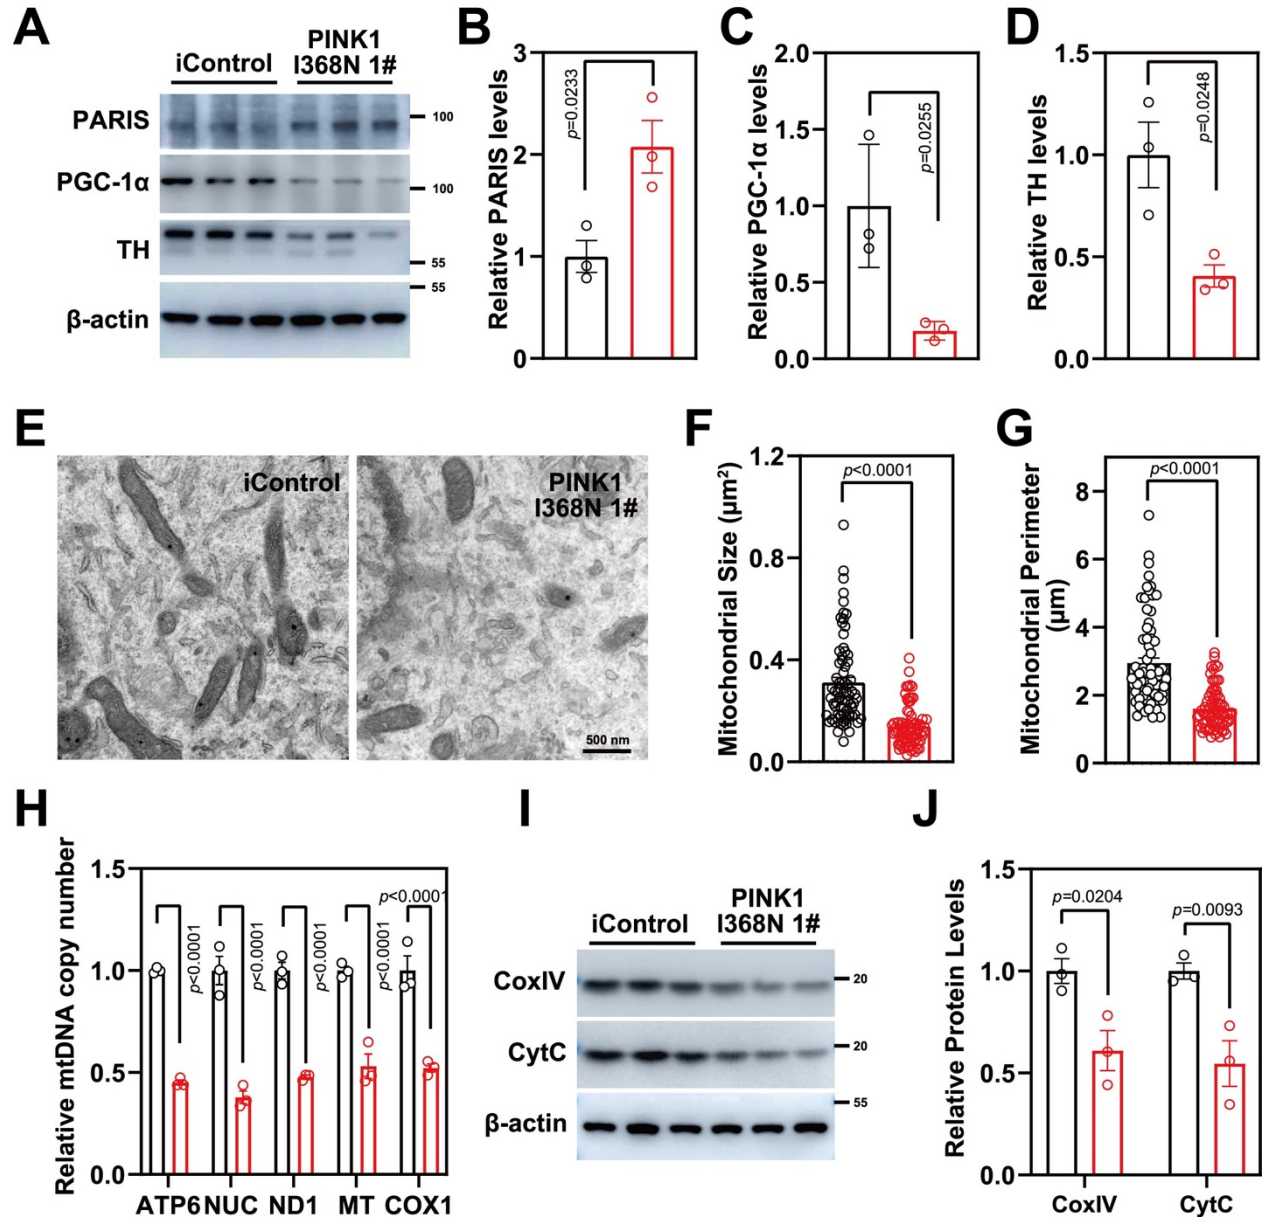 A
iControl
PINK1
I368N 1#
PARIS
100
PGC-1α
100
TH
55
55
β-actin
B
Relative PARIS levels
3
2
1
0
p=0.0233
C
Relative PGC-1α levels
2.0
1.5
1.0
0.5
0.0
p=0.0255
D
Relative TH levels
1.5
1.0
0.5
0.0
p=0.0248
E
iControl
PINK1
I368N 1#
500 nm
F
Mitochondrial Size (μm²)
1.2
0.8
0.4
0.0
p<0.0001
G
Mitochondrial Perimeter
(μm)
8
6
4
2
0
p<0.0001
H
Relative mtDNA copy number
1.5
1.0
0.5
0.0
p<0.0001
p<0.0001
p<0.0001
p<0.0001
p<0.0001
ATP6 NUC ND1 MT COX1
I
iControl
PINK1
I368N 1#
CoxIV
20
CytC
20
β-actin
55
J
Relative Protein Levels
1.5
1.0
0.5
0.0
p=0.0204
p=0.0093
CoxIV CytC